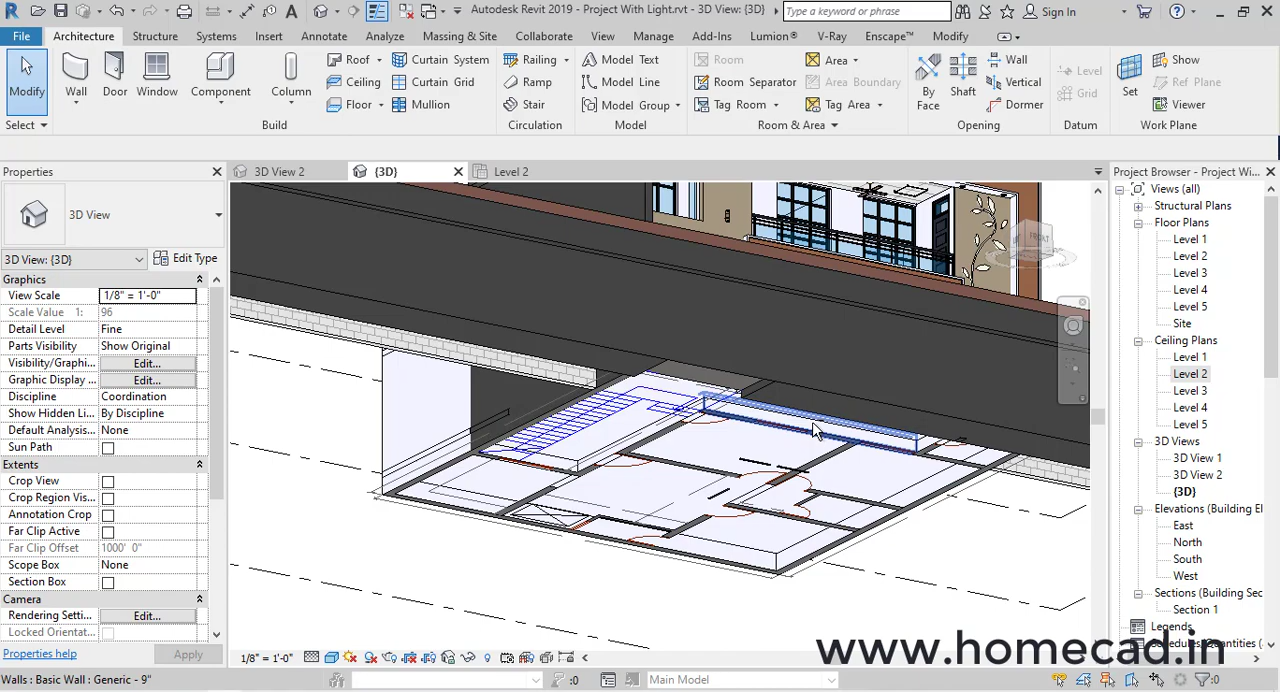 Autodesk Revit 2019 - Project With Light.rvt - 3D View: {3D}
Type a keyword or phrase
Sign In
File Architecture Structure Systems Insert Annotate Analyze Massing & Site Collaborate View Manage Add-Ins Lumion® V-Ray Enscape™ Modify
Modify
Wall
Door
Window
Component
Column
Roof
Ceiling
Floor
Curtain System
Curtain Grid
Mullion
Railing
Ramp
Stair
Model Text
Model Line
Model Group
Room
Room Separator
Tag Room
Area
Area Boundary
Tag Area
By
Face
Shaft
Wall
Vertical
Dormer
Level
Grid
Set
Show
Ref Plane
Viewer
Select
Build
Circulation
Model
Room & Area
Opening
Datum
Work Plane
Properties
3D View 2
{3D}
Level 2
Project Browser - Project Wi...
3D View
3D View: {3D}
Edit Type
Graphics
View Scale 1/8" = 1'-0"
Scale Value 1: 96
Detail Level Fine
Parts Visibility Show Original
Visibility/Graphi... Edit...
Graphic Display ... Edit...
Discipline Coordination
Show Hidden Li... By Discipline
Default Analysis... None
Sun Path
Extents
Crop View
Crop Region Vis...
Annotation Crop
Far Clip Active
Far Clip Offset 1000' 0"
Scope Box None
Section Box
Camera
Rendering Setti... Edit...
Locked Orientat...
Properties help
Apply
FRONT
Views (all)
Structural Plans
Floor Plans
Level 1
Level 2
Level 3
Level 4
Level 5
Site
Ceiling Plans
Level 1
Level 2
Level 3
Level 4
Level 5
3D Views
3D View 1
3D View 2
{3D}
Elevations (Building El
East
North
South
West
Sections (Building Sec
Section 1
Legends
Schedules/Quantities (
1/8" = 1'-0"
www.homecad.in
Walls : Basic Wall : Generic - 9"
:0
Main Model
:0